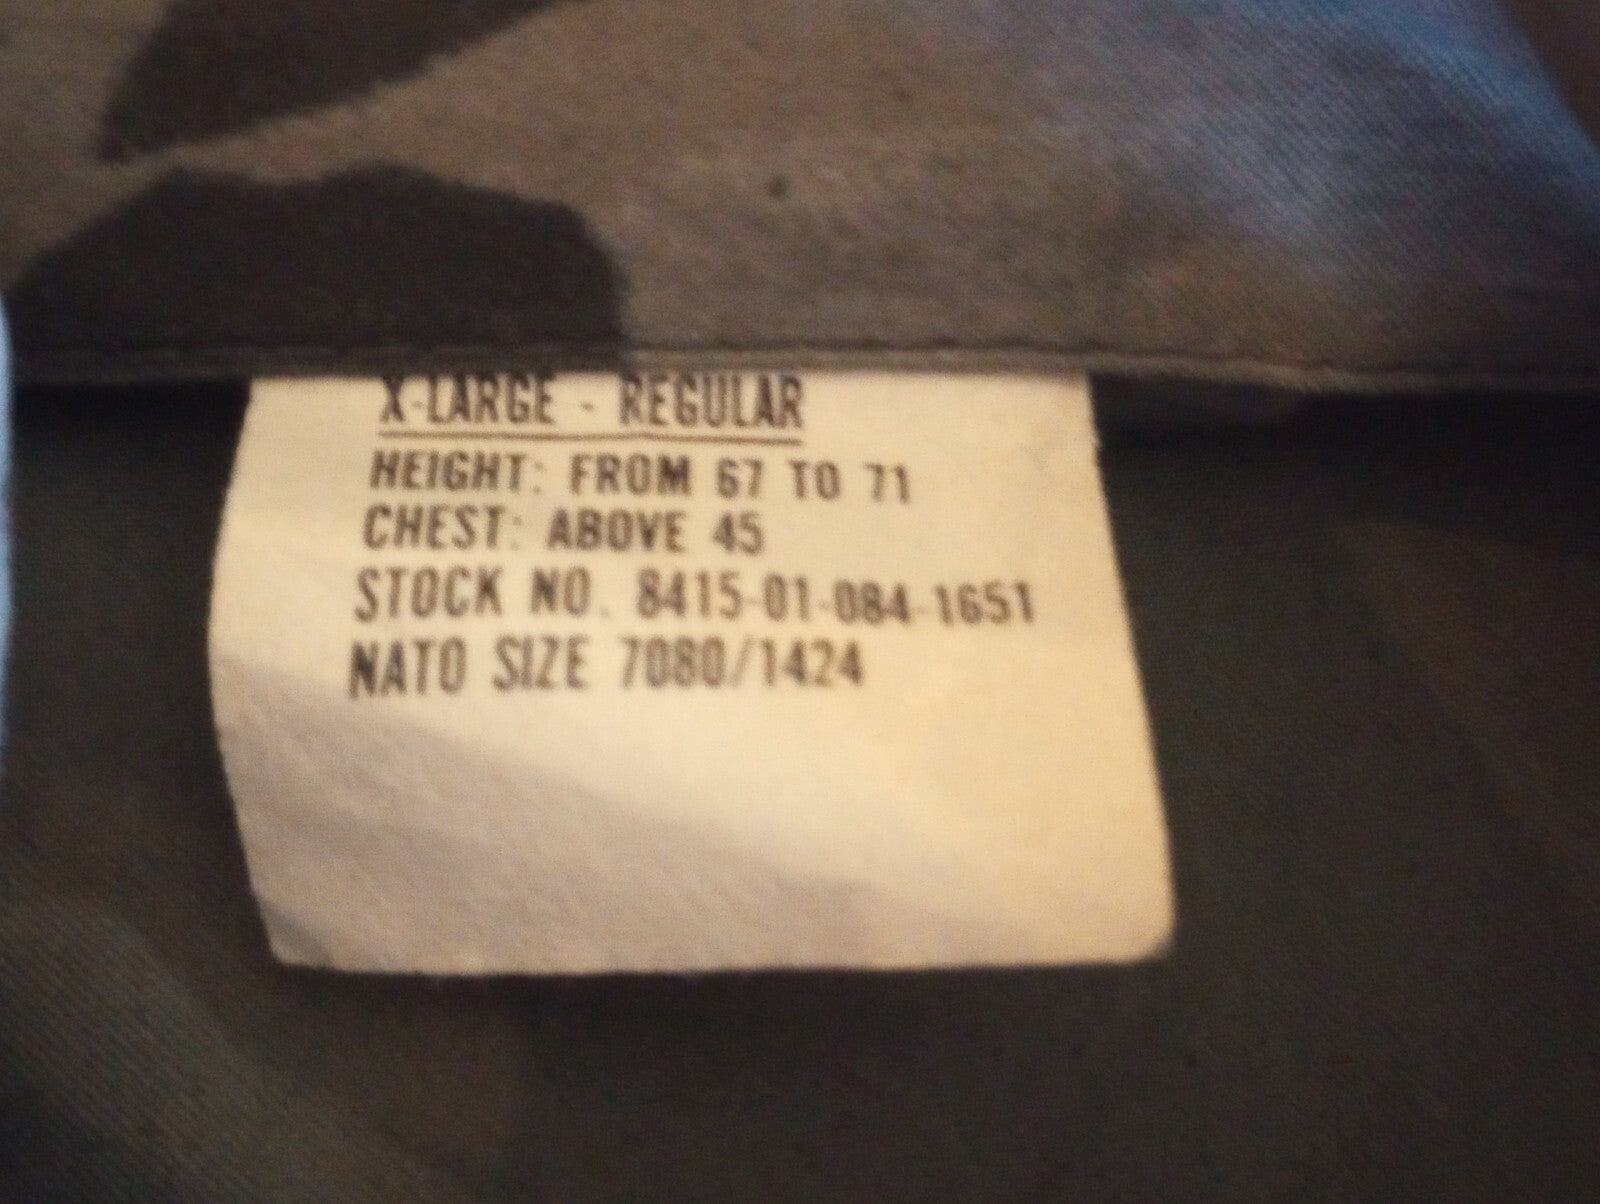 X-LARGE - REGULAR
HEIGHT: FROM 67 TO 71
CHEST: ABOVE 45
STOCK NO. 8415-01-084-1651
NATO SIZE 7080/1424